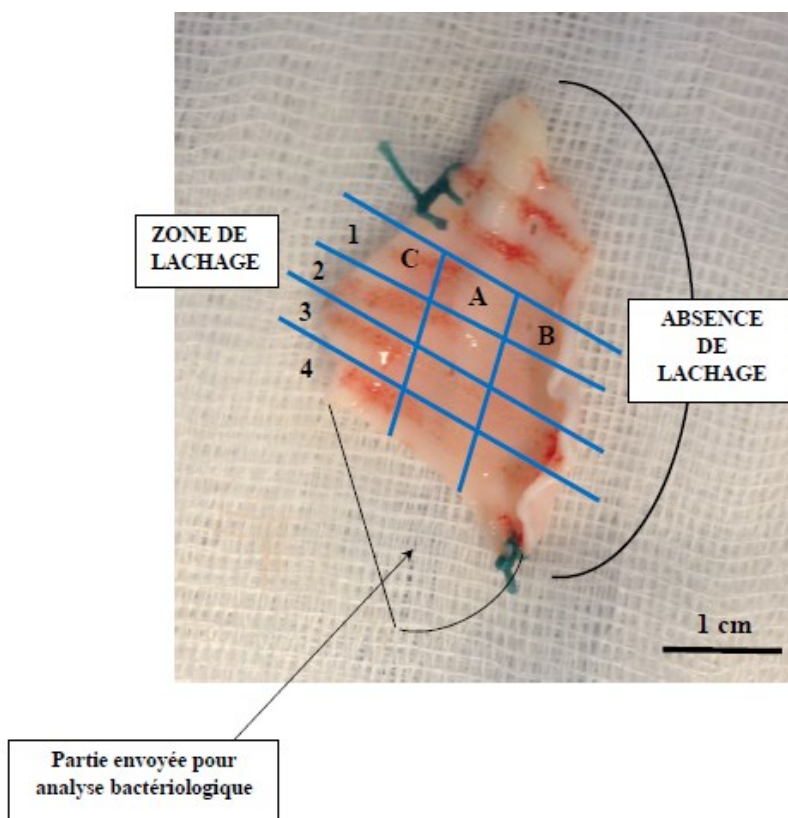 ZONE DE
LACHAGE
1
2
3
4
C
A
B
ABSENCE
DE
LACHAGE
1 cm
Partie envoyée pour
analyse bactériologique